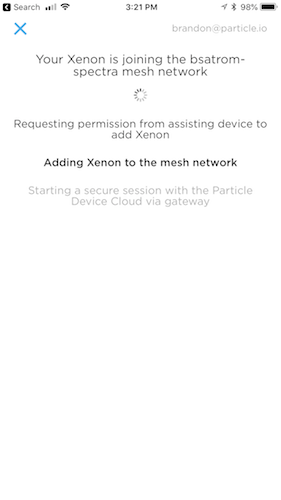 Search 3:21 PM 98%
brandon@particle.io
Your Xenon is joining the bsatrom-
spectra mesh network
Requesting permission from assisting device to
add Xenon
Adding Xenon to the mesh network
Starting a secure session with the Particle
Device Cloud via gateway